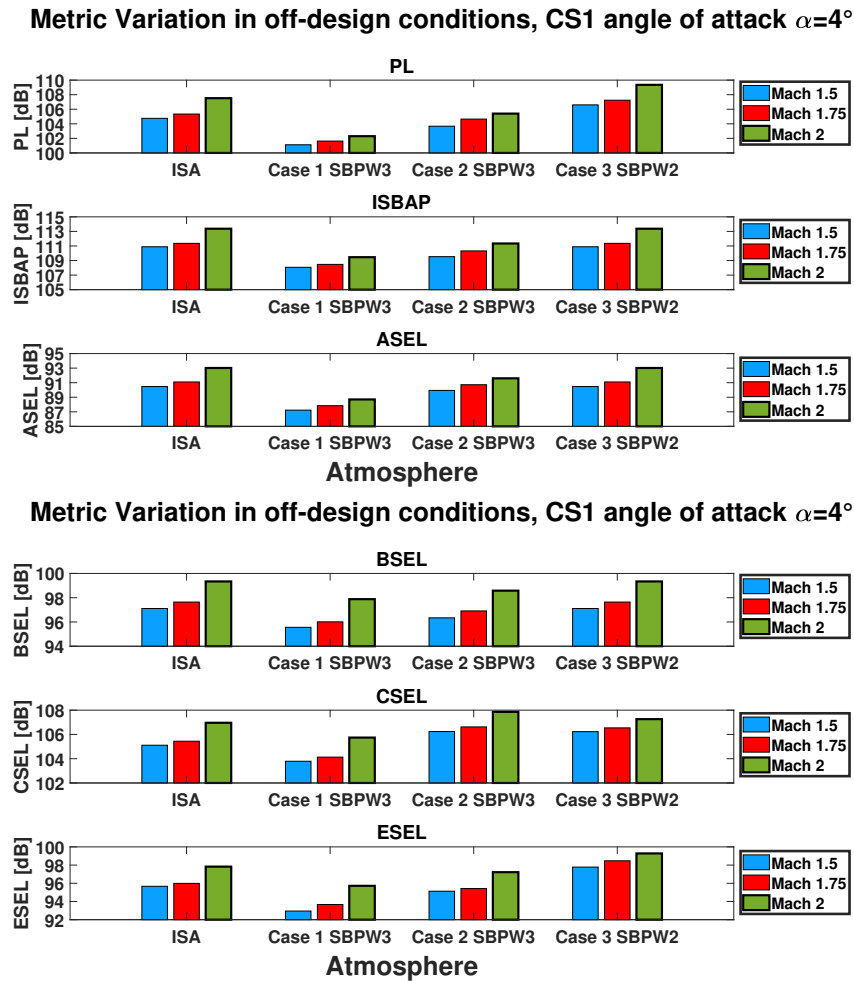 Metric Variation in off-design conditions, CS1 angle of attack α=4°
PL
PL [dB]
110
108
106
104
102
100
ISA Case 1 SBPW3 Case 2 SBPW3 Case 3 SBPW2
Mach 1.5
Mach 1.75
Mach 2
ISBAP
ISBAP [dB]
115
113
111
109
107
105
ISA Case 1 SBPW3 Case 2 SBPW3 Case 3 SBPW2
Mach 1.5
Mach 1.75
Mach 2
ASEL
ASEL [dB]
95
93
91
89
87
85
ISA Case 1 SBPW3 Case 2 SBPW3 Case 3 SBPW2
Mach 1.5
Mach 1.75
Mach 2
Atmosphere
Metric Variation in off-design conditions, CS1 angle of attack α=4°
BSEL
BSEL [dB]
100
98
96
94
ISA Case 1 SBPW3 Case 2 SBPW3 Case 3 SBPW2
Mach 1.5
Mach 1.75
Mach 2
CSEL
CSEL [dB]
108
106
104
102
ISA Case 1 SBPW3 Case 2 SBPW3 Case 3 SBPW2
Mach 1.5
Mach 1.75
Mach 2
ESEL
ESEL [dB]
100
98
96
94
92
ISA Case 1 SBPW3 Case 2 SBPW3 Case 3 SBPW2
Mach 1.5
Mach 1.75
Mach 2
Atmosphere